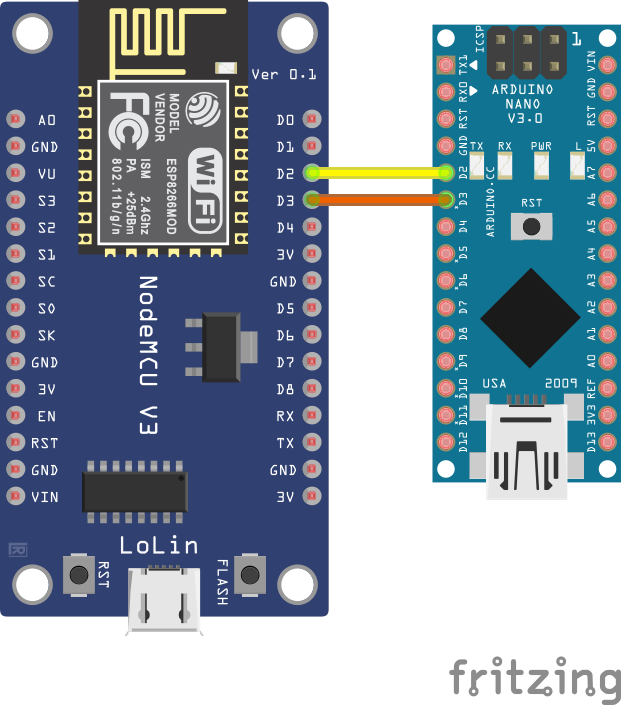 Ver 0.1
MODEL
VENDOR
ESP8266MOD
WiFi
FC
ISM 2.4GHz
PA +25dBm
802.11b/g/n
A0
GND
VU
S3
S2
S1
SC
S0
SK
GND
3V
EN
RST
GND
VIN
D0
D1
D2
D3
D4
3V
GND
D5
D6
D7
D8
RX
TX
GND
3V
NodeMCU V3
LoLin
RST
FLASH
ICSP
1
ARDUINO
NANO
V3.0
TX RX PWR L
ARDUINO.CC
RST
TX1
RX0
RST
GND
D2
D3
D4
D5
D6
D7
D8
D9
D10
D11
D12
VIN
GND
RST
5V
A7
A6
A5
A4
A3
A2
A1
A0
REF
3V3
D13
USA 2009
fritzing